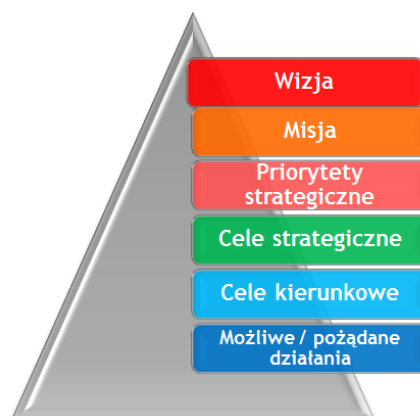 Wizja
Misja
Priorytety
strategiczne
Cele strategiczne
Cele kierunkowe
Możliwe / pożądane
działania